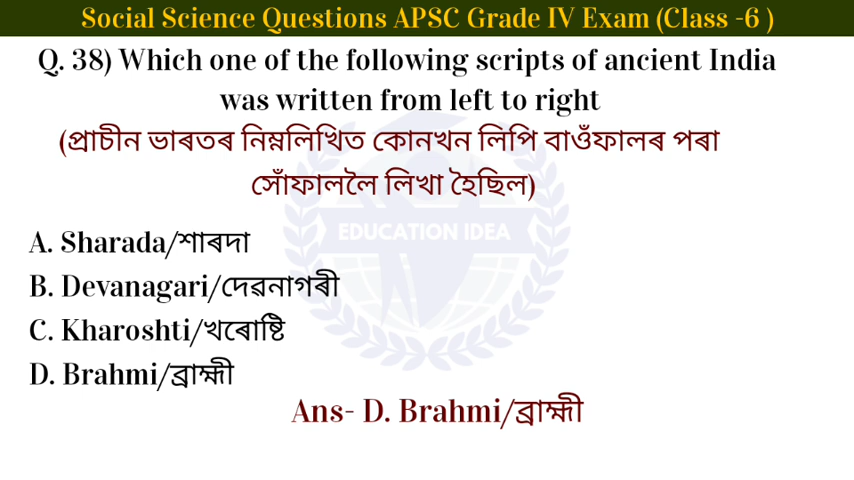 Social Science Questions APSC Grade IV Exam (Class -6 )
Q. 38) Which one of the following scripts of ancient India
was written from left to right
(প্ৰাচীন ভাৰতৰ নিম্নলিখিত কোনখন লিপি বাওঁফালৰ পৰা
সোঁফাললৈ লিখা হৈছিল)
EDUCATION IDEA
A. Sharada/শাৰদা
B. Devanagari/দেৱনাগৰী
C. Kharoshti/খৰোষ্টি
D. Brahmi/ব্ৰাহ্মী
Ans- D. Brahmi/ব্ৰাহ্মী